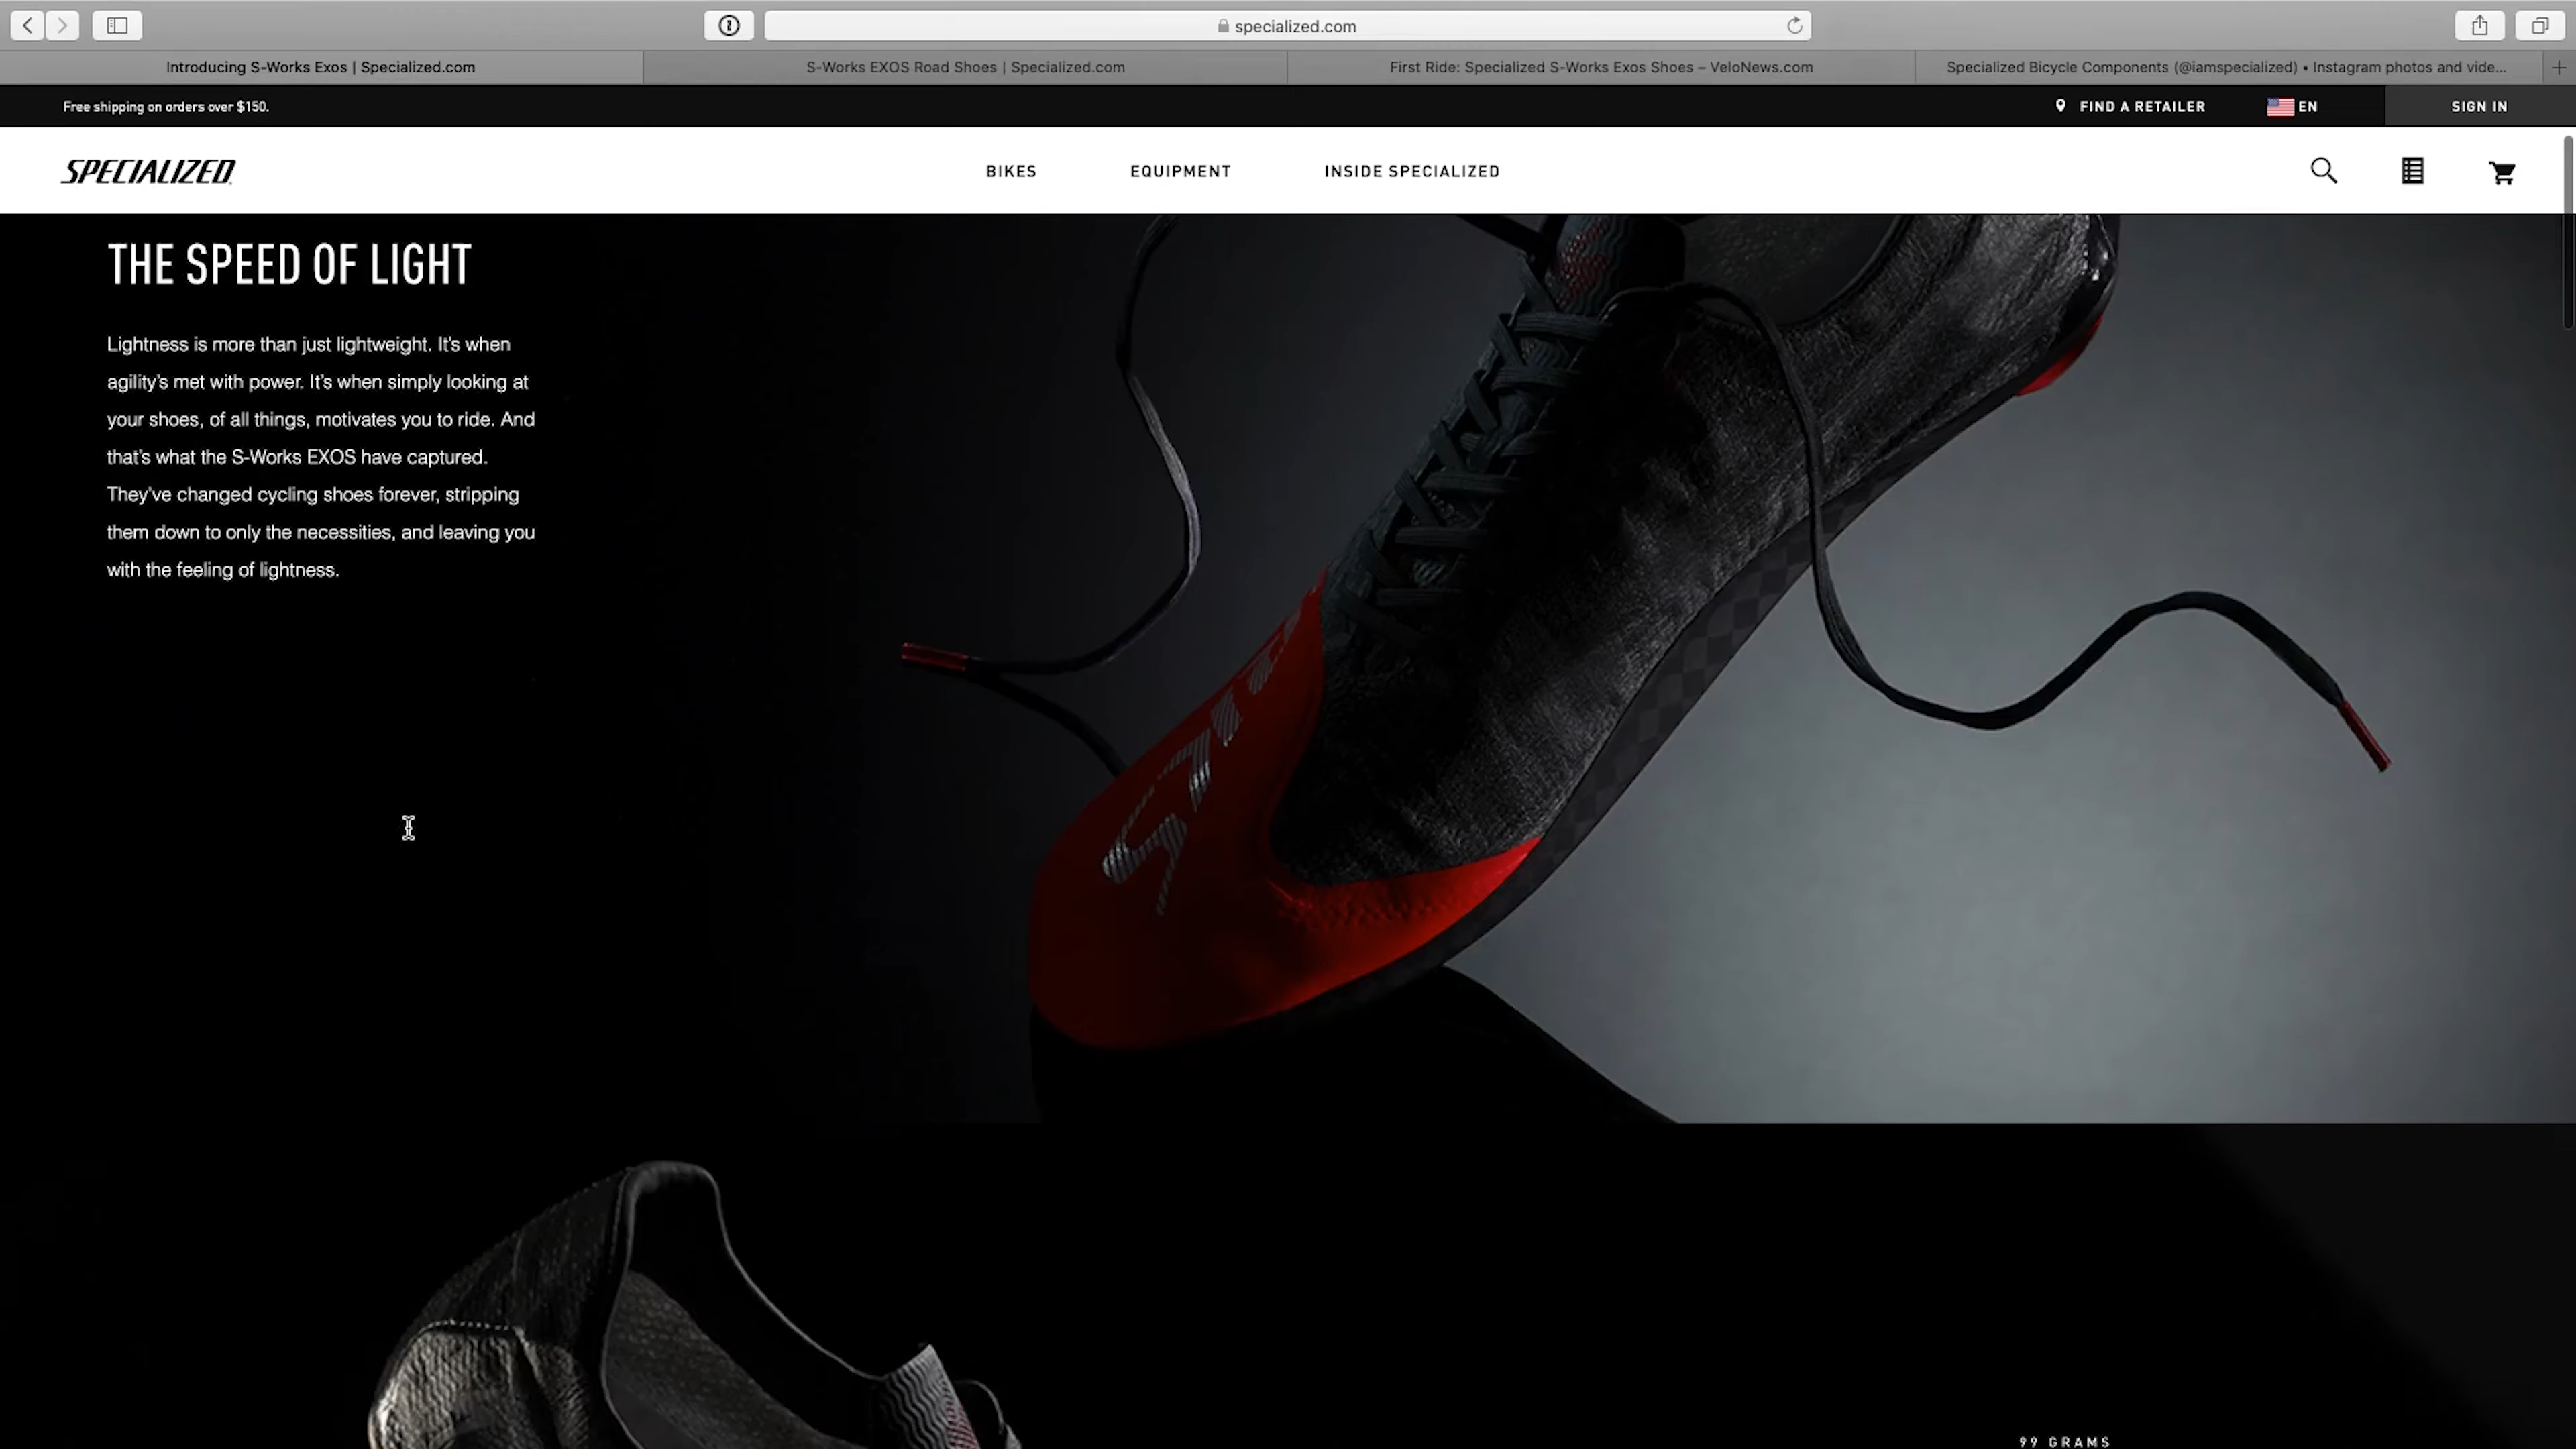 specialized.com
Introducing S-Works Exos | Specialized.com
S-Works EXOS Road Shoes | Specialized.com
First Ride: Specialized S-Works Exos Shoes – VeloNews.com
Specialized Bicycle Components (@iamspecialized) • Instagram photos and vide...
Free shipping on orders over $150.
FIND A RETAILER
EN
SIGN IN
SPECIALIZED
BIKES
EQUIPMENT
INSIDE SPECIALIZED
THE SPEED OF LIGHT
Lightness is more than just lightweight. It's when
agility's met with power. It's when simply looking at
your shoes, of all things, motivates you to ride. And
that's what the S-Works EXOS have captured.
They've changed cycling shoes forever, stripping
them down to only the necessities, and leaving you
with the feeling of lightness.
99 GRAMS